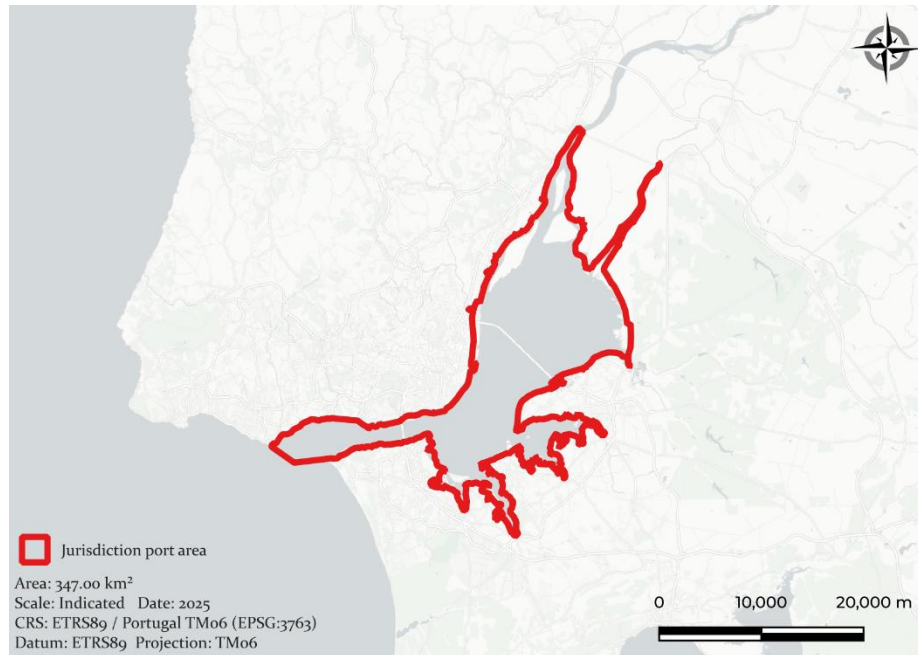 Jurisdiction port area
Area: 347.00 km²
Scale: Indicated Date: 2025
CRS: ETRS89 / Portugal TM06 (EPSG:3763)
Datum: ETRS89 Projection: TM06
0 10,000 20,000 m